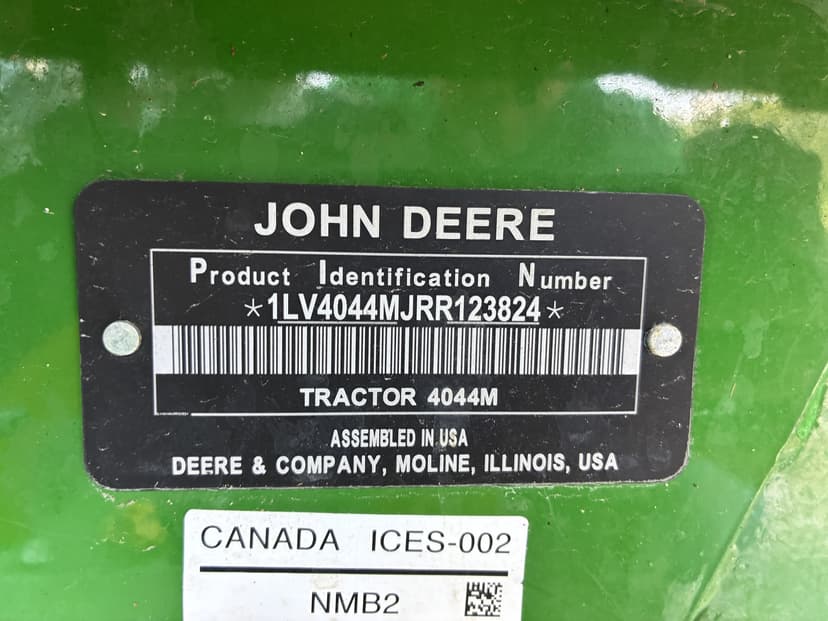 JOHN DEERE
Product Identification Number
*1LV4044MJRR123824*
TRACTOR 4044M
ASSEMBLED IN USA
DEERE & COMPANY, MOLINE, ILLINOIS, USA
CANADA ICES-002
NMB2